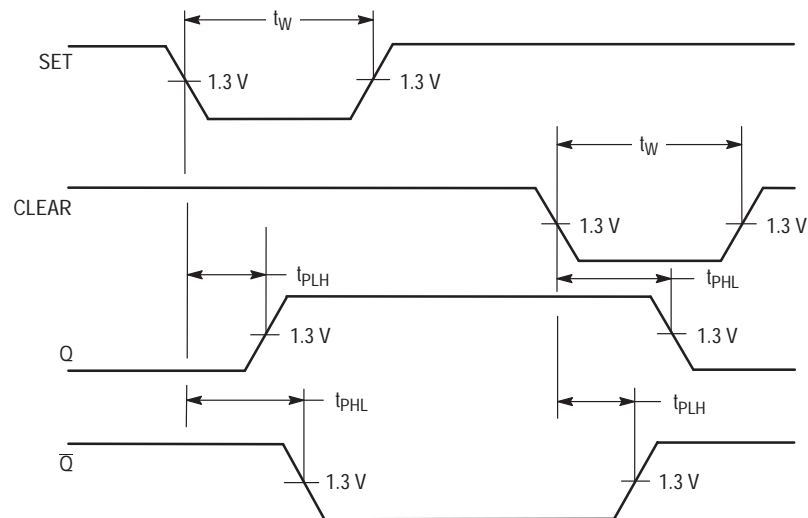 tW
SET
1.3 V
1.3 V
tW
CLEAR
1.3 V
1.3 V
tPLH
tPHL
1.3 V
1.3 V
Q
tPHL
tPLH
Q̅
1.3 V
1.3 V